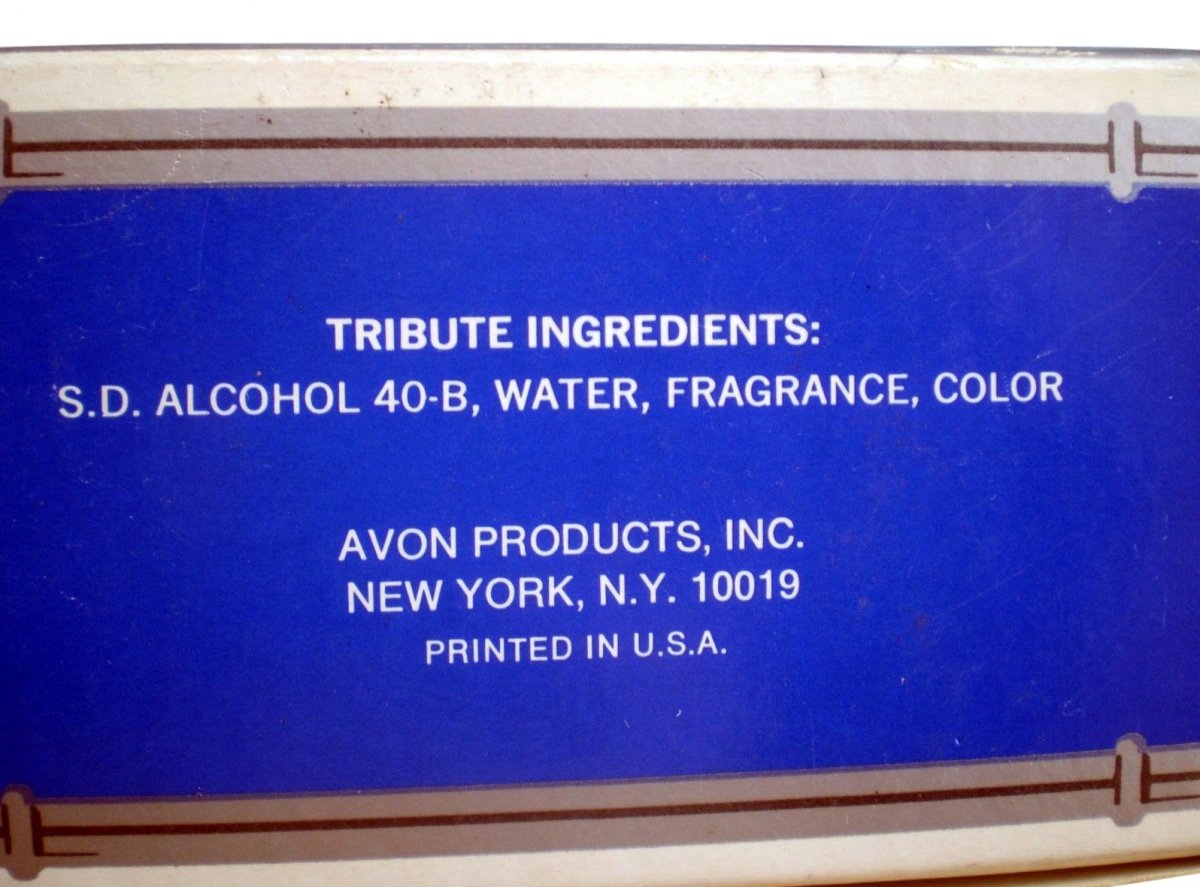 TRIBUTE INGREDIENTS:
S.D. ALCOHOL 40-B, WATER, FRAGRANCE, COLOR
AVON PRODUCTS, INC.
NEW YORK, N.Y. 10019
PRINTED IN U.S.A.